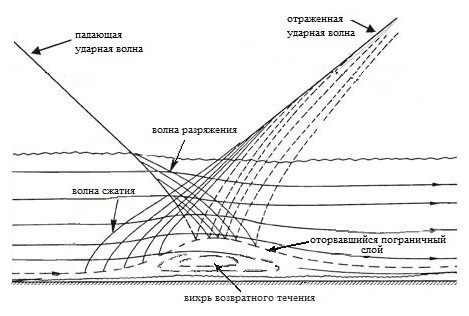 отраженная
ударная волна
падающая
ударная волна
волна разряжения
волна сжатия
оторвавшийся пограничный
слой
вихрь возвратного течения